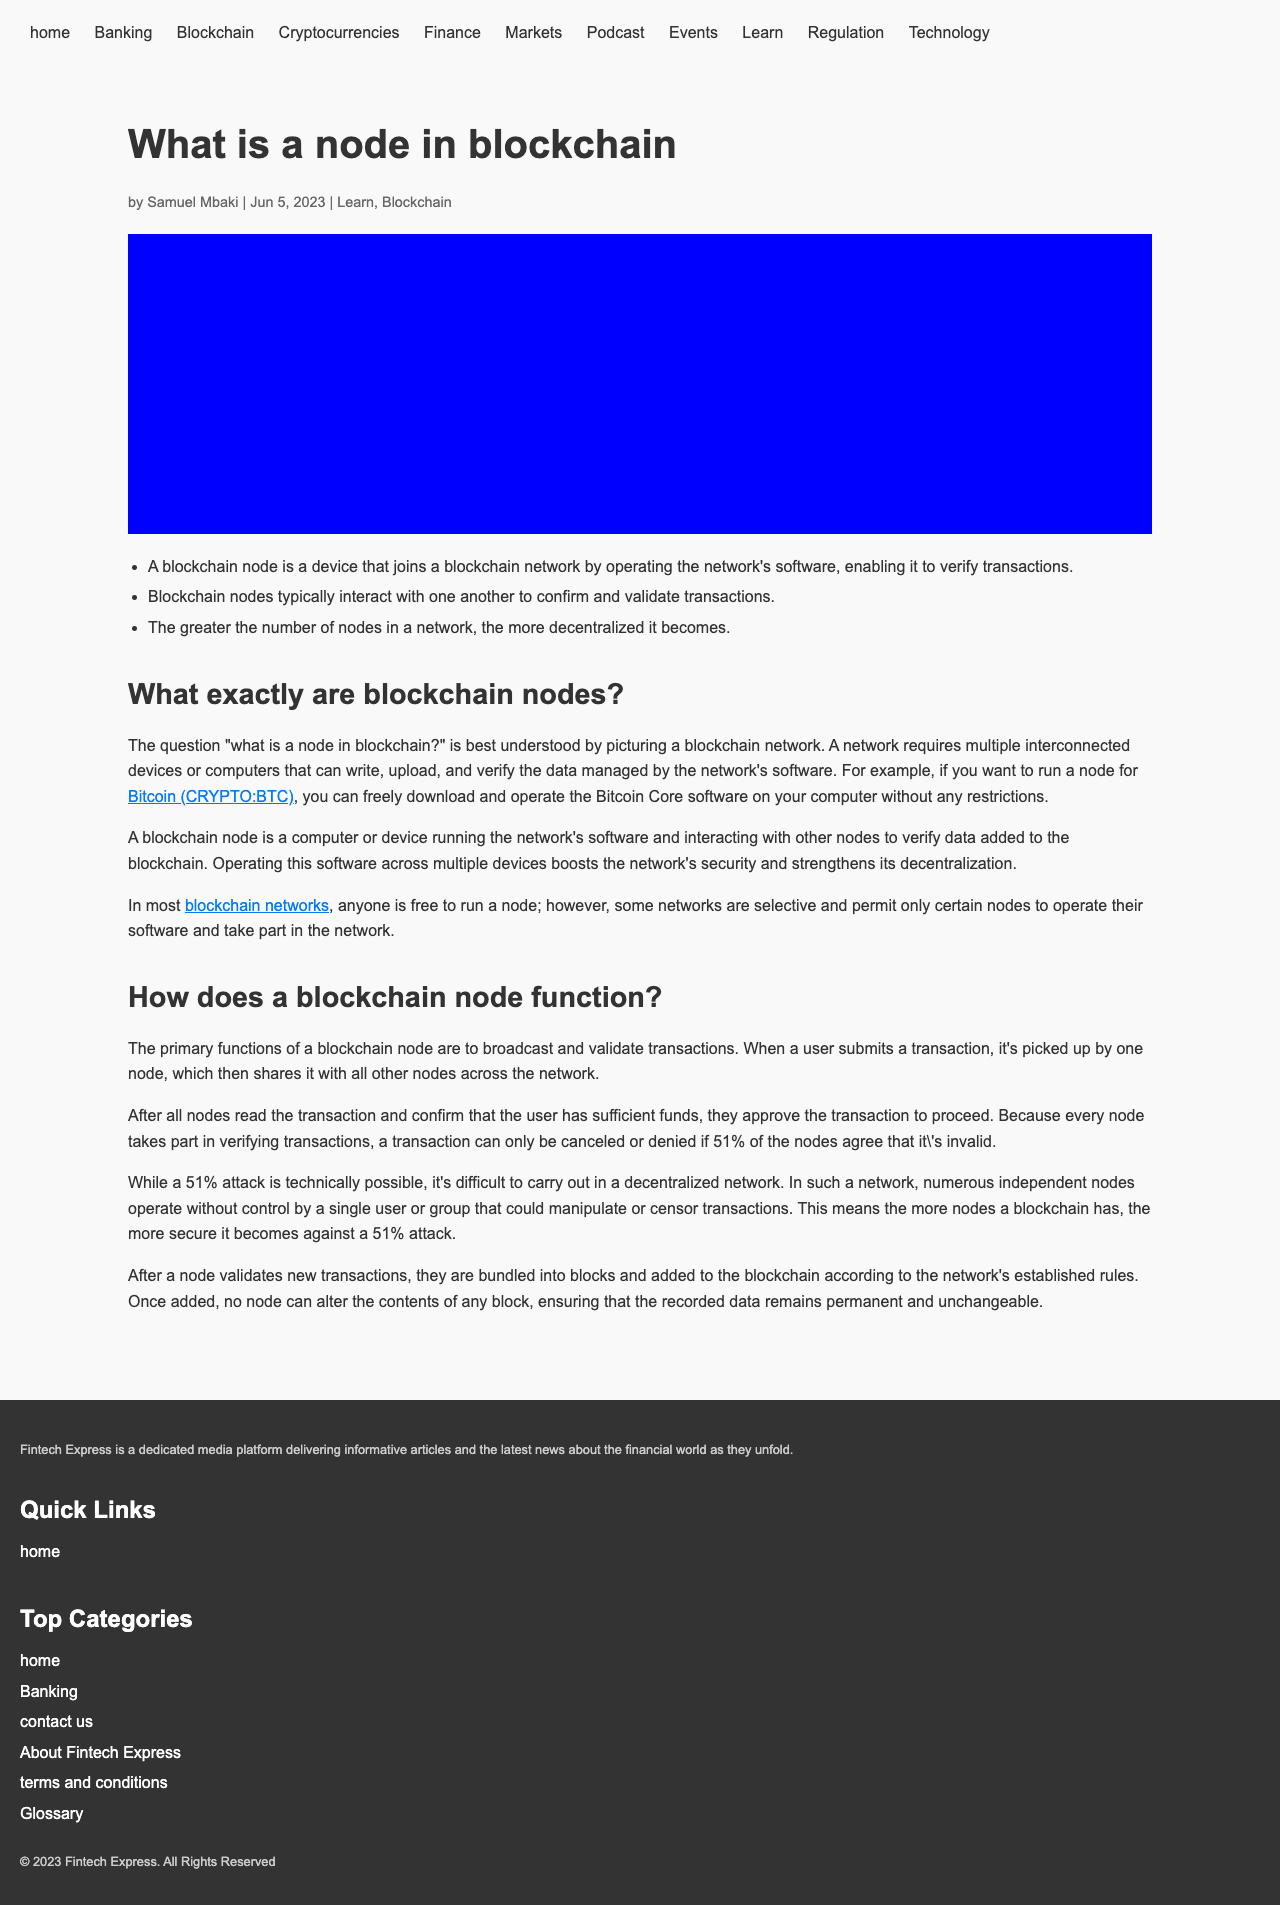 home Banking Blockchain Cryptocurrencies Finance Markets Podcast Events Learn Regulation Technology
What is a node in blockchain
by Samuel Mbaki | Jun 5, 2023 | Learn, Blockchain
• A blockchain node is a device that joins a blockchain network by operating the network's software, enabling it to verify transactions.
• Blockchain nodes typically interact with one another to confirm and validate transactions.
• The greater the number of nodes in a network, the more decentralized it becomes.
What exactly are blockchain nodes?
The question "what is a node in blockchain?" is best understood by picturing a blockchain network. A network requires multiple interconnected
devices or computers that can write, upload, and verify the data managed by the network's software. For example, if you want to run a node for
Bitcoin (CRYPTO:BTC), you can freely download and operate the Bitcoin Core software on your computer without any restrictions.
A blockchain node is a computer or device running the network's software and interacting with other nodes to verify data added to the
blockchain. Operating this software across multiple devices boosts the network's security and strengthens its decentralization.
In most blockchain networks, anyone is free to run a node; however, some networks are selective and permit only certain nodes to operate their
software and take part in the network.
How does a blockchain node function?
The primary functions of a blockchain node are to broadcast and validate transactions. When a user submits a transaction, it's picked up by one
node, which then shares it with all other nodes across the network.
After all nodes read the transaction and confirm that the user has sufficient funds, they approve the transaction to proceed. Because every node
takes part in verifying transactions, a transaction can only be canceled or denied if 51% of the nodes agree that it\'s invalid.
While a 51% attack is technically possible, it's difficult to carry out in a decentralized network. In such a network, numerous independent nodes
operate without control by a single user or group that could manipulate or censor transactions. This means the more nodes a blockchain has, the
more secure it becomes against a 51% attack.
After a node validates new transactions, they are bundled into blocks and added to the blockchain according to the network's established rules.
Once added, no node can alter the contents of any block, ensuring that the recorded data remains permanent and unchangeable.
Fintech Express is a dedicated media platform delivering informative articles and the latest news about the financial world as they unfold.
Quick Links
home
Top Categories
home
Banking
contact us
About Fintech Express
terms and conditions
Glossary
© 2023 Fintech Express. All Rights Reserved